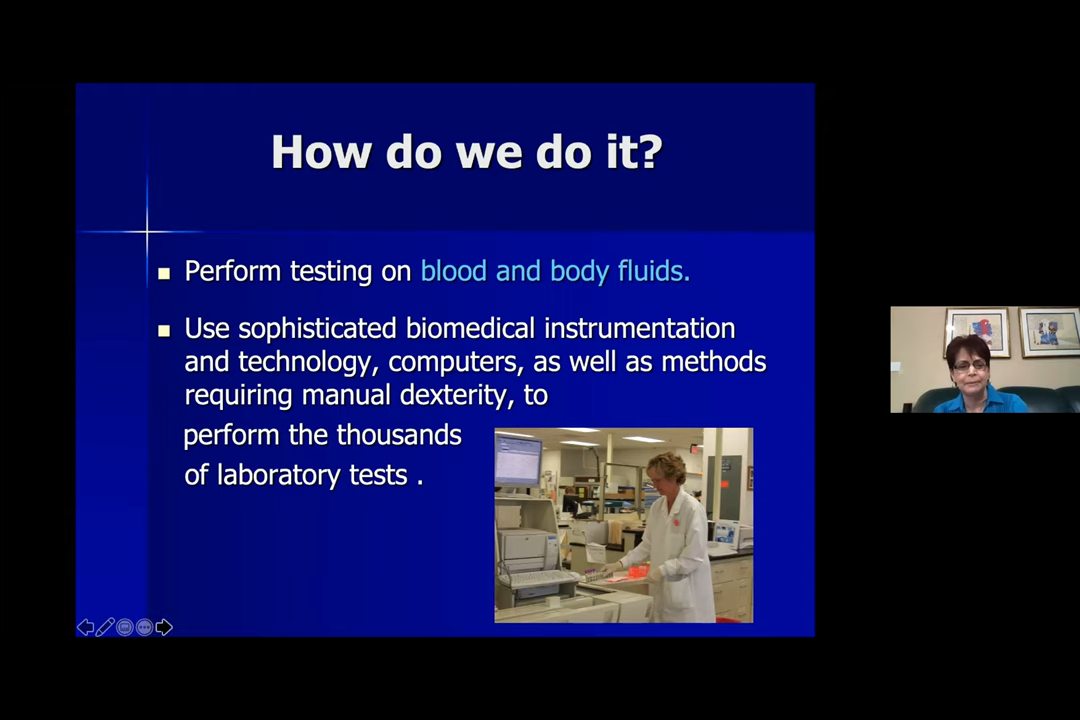 How do we do it?
Perform testing on blood and body fluids.
Use sophisticated biomedical instrumentation
and technology, computers, as well as methods
requiring manual dexterity, to
perform the thousands
of laboratory tests .